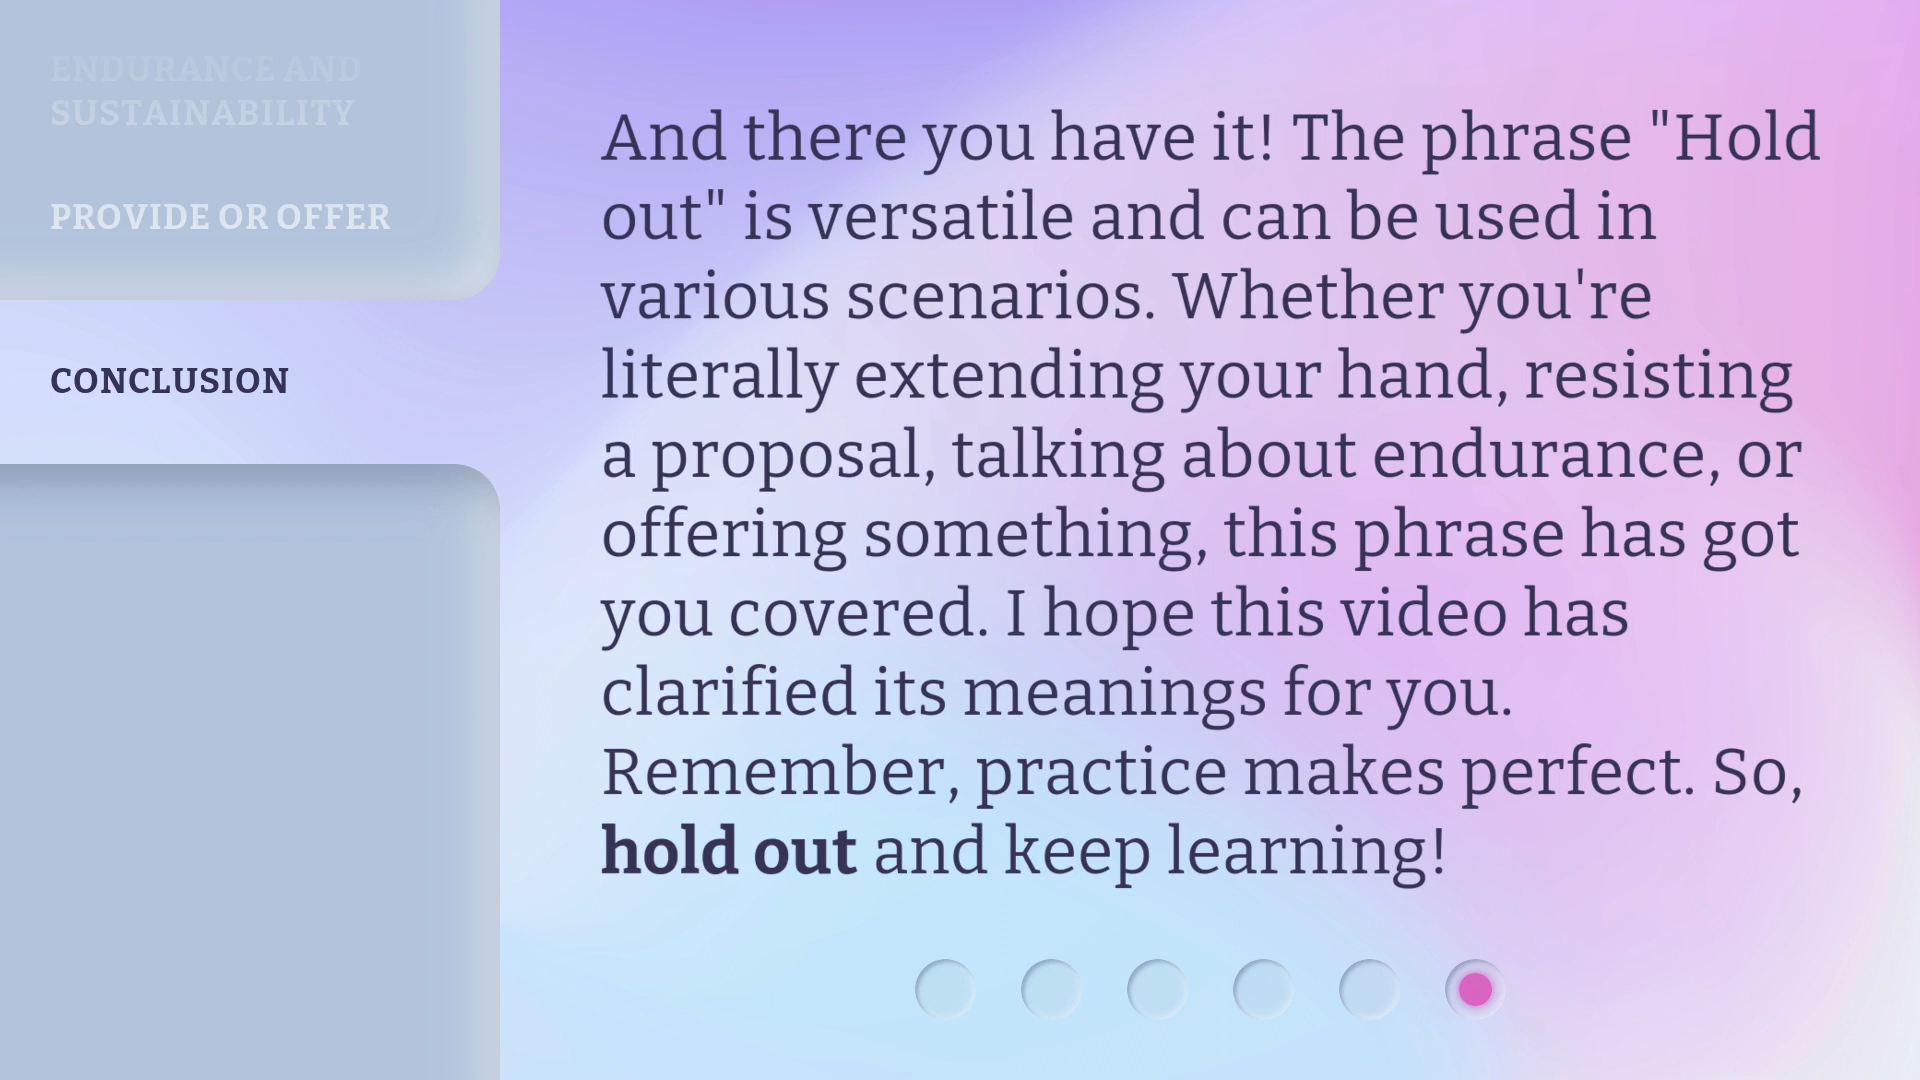 ENDURANCE AND
SUSTAINABILITY
PROVIDE OR OFFER
CONCLUSION
And there you have it! The phrase "Hold
out" is versatile and can be used in
various scenarios. Whether you're
literally extending your hand, resisting
a proposal, talking about endurance, or
offering something, this phrase has got
you covered. I hope this video has
clarified its meanings for you.
Remember, practice makes perfect. So,
hold out and keep learning!